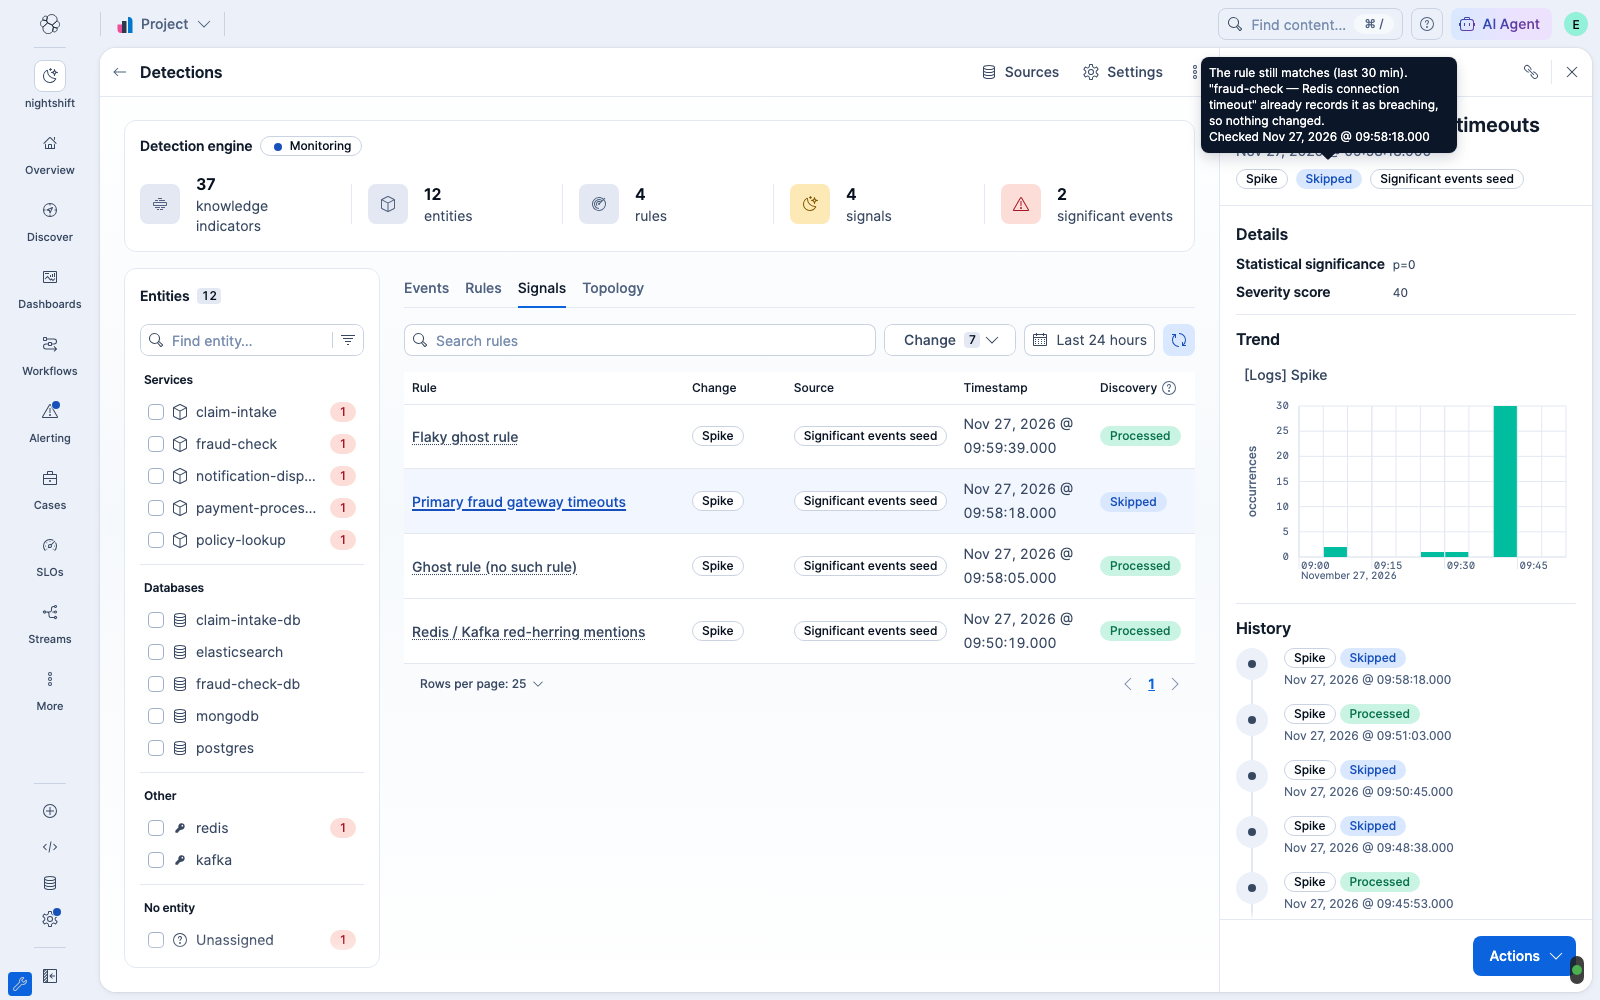 Project
Find content...
⌘ /
AI Agent
E
nightshift
Overview
Discover
Dashboards
Workflows
Alerting
Cases
SLOs
Streams
More
Detections
Sources
Settings
Detection engine
Monitoring
37
knowledge
indicators
12
entities
4
rules
4
signals
2
significant events
Entities 12
Find entity...
Services
claim-intake 1
fraud-check 1
notification-disp... 1
payment-proces... 1
policy-lookup 1
Databases
claim-intake-db
elasticsearch
fraud-check-db
mongodb
postgres
Other
redis 1
kafka
No entity
Unassigned 1
Events Rules Signals Topology
Search rules
Change 7
Last 24 hours
Rule Change Source Timestamp Discovery
Flaky ghost rule Spike Significant events seed Nov 27, 2026 @ 09:59:39.000 Processed
Primary fraud gateway timeouts Spike Significant events seed Nov 27, 2026 @ 09:58:18.000 Skipped
Ghost rule (no such rule) Spike Significant events seed Nov 27, 2026 @ 09:58:05.000 Processed
Redis / Kafka red-herring mentions Spike Significant events seed Nov 27, 2026 @ 09:50:19.000 Processed
Rows per page: 25
1
The rule still matches (last 30 min).
"fraud-check — Redis connection
timeout" already records it as breaching,
so nothing changed.
Checked Nov 27, 2026 @ 09:58:18.000
timeouts
Spike Skipped Significant events seed
Details
Statistical significance p=0
Severity score 40
Trend
[Logs] Spike
occurrences
30
25
20
15
10
5
0
09:00 09:15 09:30 09:45
November 27, 2026
History
Spike Skipped
Nov 27, 2026 @ 09:58:18.000
Spike Processed
Nov 27, 2026 @ 09:51:03.000
Spike Skipped
Nov 27, 2026 @ 09:50:45.000
Spike Skipped
Nov 27, 2026 @ 09:48:38.000
Spike Processed
Nov 27, 2026 @ 09:45:53.000
Actions